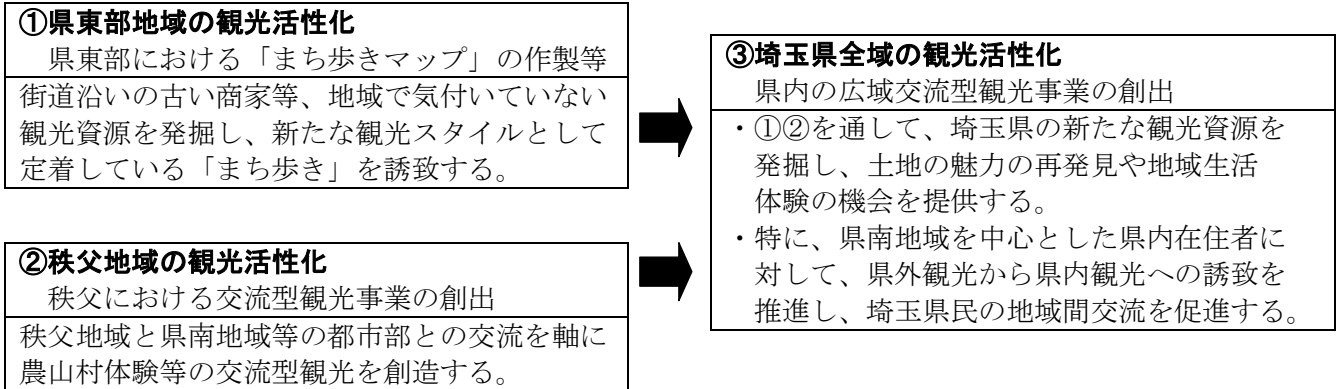 ①県東部地域の観光活性化
県東部における「まち歩きマップ」の作製等
街道沿いの古い商家等、地域で気付いていない
観光資源を発掘し、新たな観光スタイルとして
定着している「まち歩き」を誘致する。
②秩父地域の観光活性化
秩父における交流型観光事業の創出
秩父地域と県南地域等の都市部との交流を軸に
農山村体験等の交流型観光を創造する。
③埼玉県全域の観光活性化
県内の広域交流型観光事業の創出
・①②を通して、埼玉県の新たな観光資源を
発掘し、土地の魅力の再発見や地域生活
体験の機会を提供する。
・特に、県南地域を中心とした県内在住者に
対して、県外観光から県内観光への誘致を
推進し、埼玉県民の地域間交流を促進する。